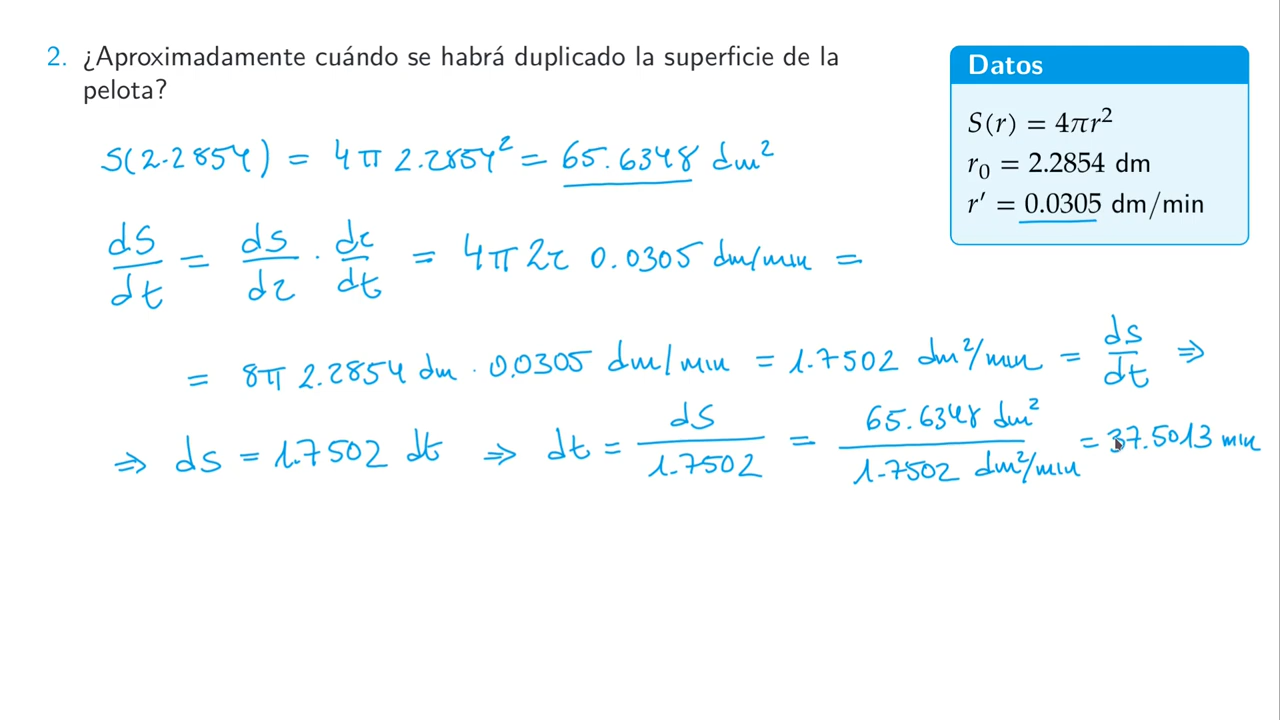 2. ¿Aproximadamente cuándo se habrá duplicado la superficie de la
pelota?
Datos
S(r) = 4πr²
r₀ = 2.2854 dm
r′ = 0.0305 dm/min
S(2.2854) = 4π 2.2854² = 65.6348 dm²
dS/dt = dS/dr · dr/dt = 4π 2r 0.0305 dm/min =
= 8π 2.2854 dm · 0.0305 dm/min = 1.7502 dm²/min = dS/dt ⇒
⇒ dS = 1.7502 dt ⇒ dt = dS/1.7502 = 65.6348 dm²/1.7502 dm²/min = 37.5013 min